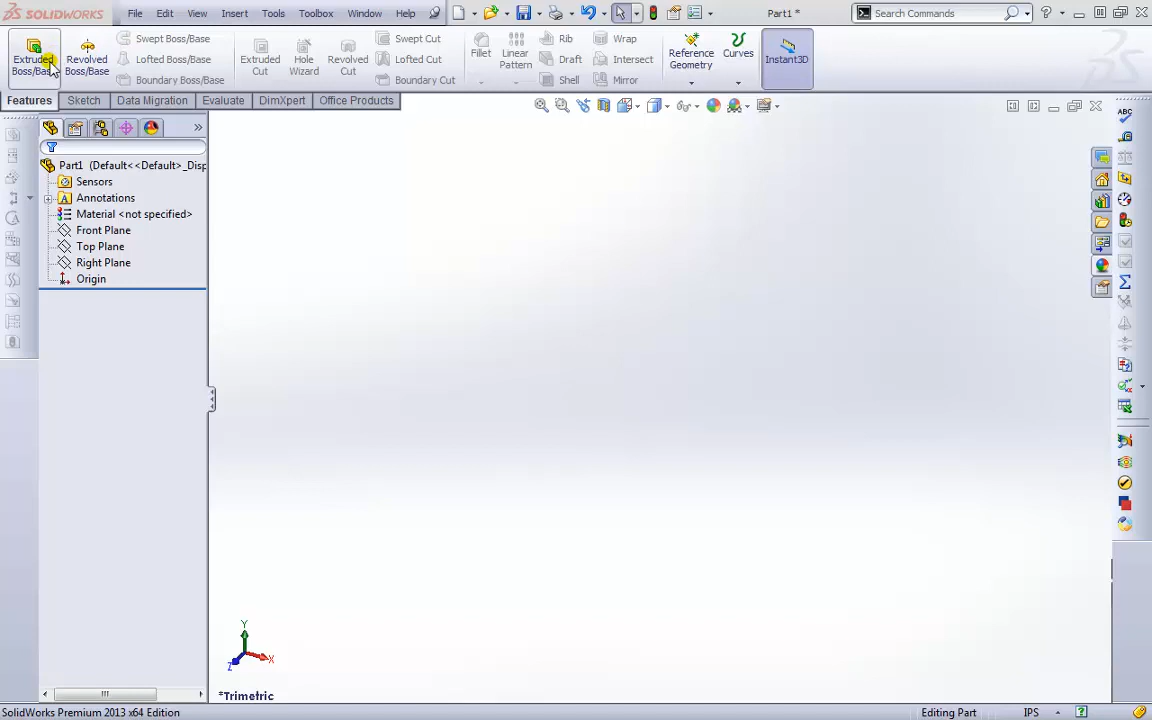 SOLIDWORKS File Edit View Insert Tools Toolbox Window Help Part1 * Search Commands
Extruded Boss/Base
Revolved Boss/Base
Swept Boss/Base
Lofted Boss/Base
Boundary Boss/Base
Extruded Cut
Hole Wizard
Revolved Cut
Swept Cut
Lofted Cut
Boundary Cut
Fillet
Linear Pattern
Rib
Draft
Shell
Wrap
Intersect
Mirror
Reference Geometry
Curves
Instant3D
Features Sketch Data Migration Evaluate DimXpert Office Products
Part1 (Default<<Default>_Disp
Sensors
Annotations
Material <not specified>
Front Plane
Top Plane
Right Plane
Origin
Y
X
Z
*Trimetric
SolidWorks Premium 2013 x64 Edition Editing Part IPS